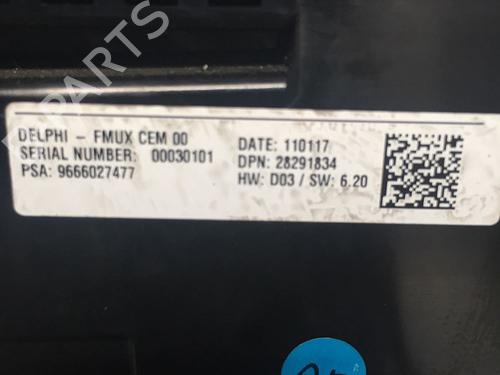 DELPHI - FMUX CEM 00
SERIAL NUMBER: 00030101
PSA: 9666027477
DATE: 110117
DPN: 28291834
HW: D03 / SW: 6.20
B-PARTS